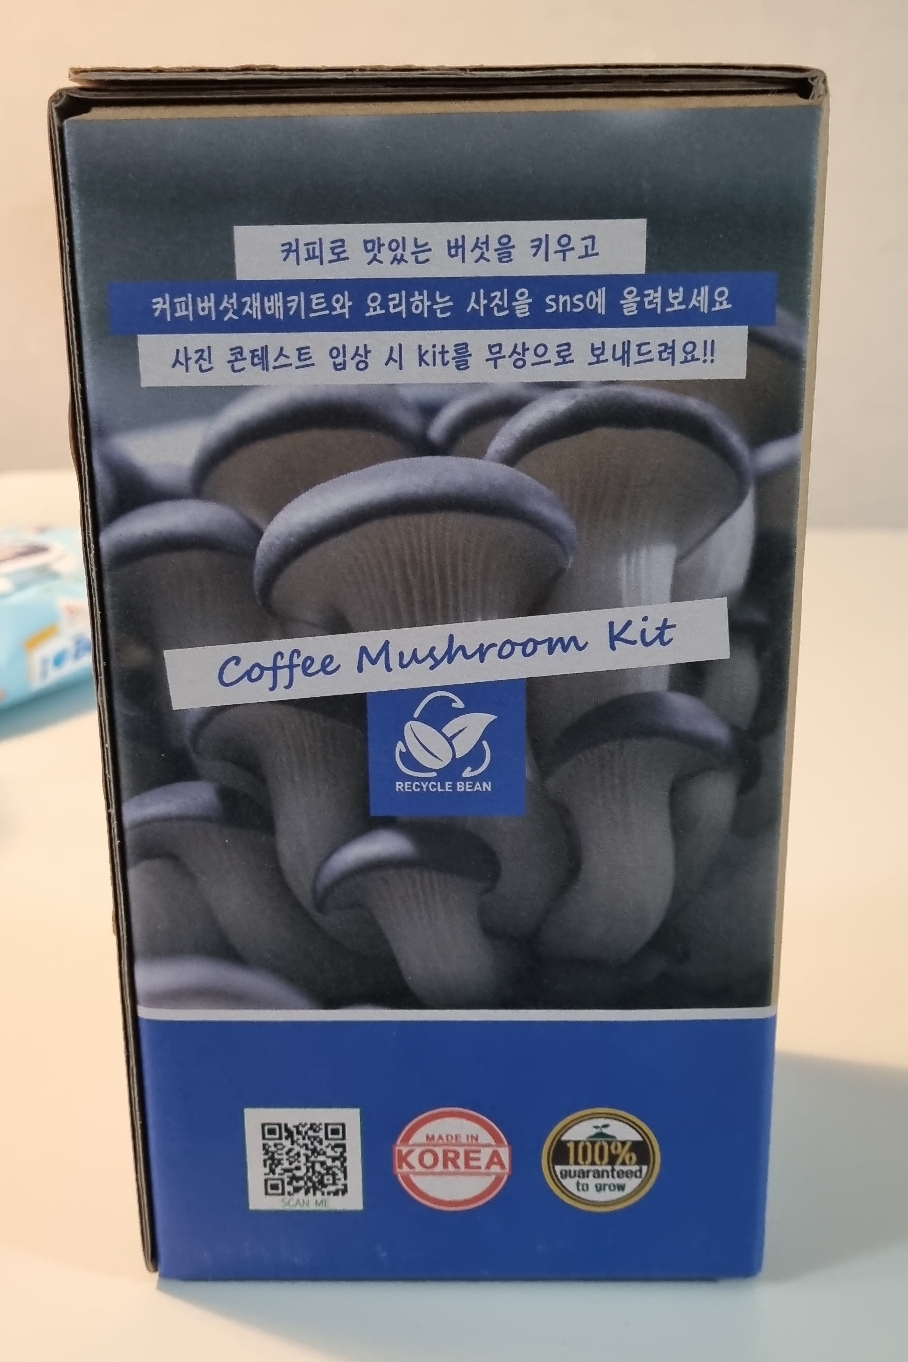 커피로 맛있는 버섯을 키우고
커피버섯재배키트와 요리하는 사진을 sns에 올려보세요
사진 콘테스트 입상 시 kit를 무상으로 보내드려요!!
Coffee Mushroom Kit
RECYCLE BEAN
SCAN ME
MADE IN
KOREA
100%
guaranteed
to grow